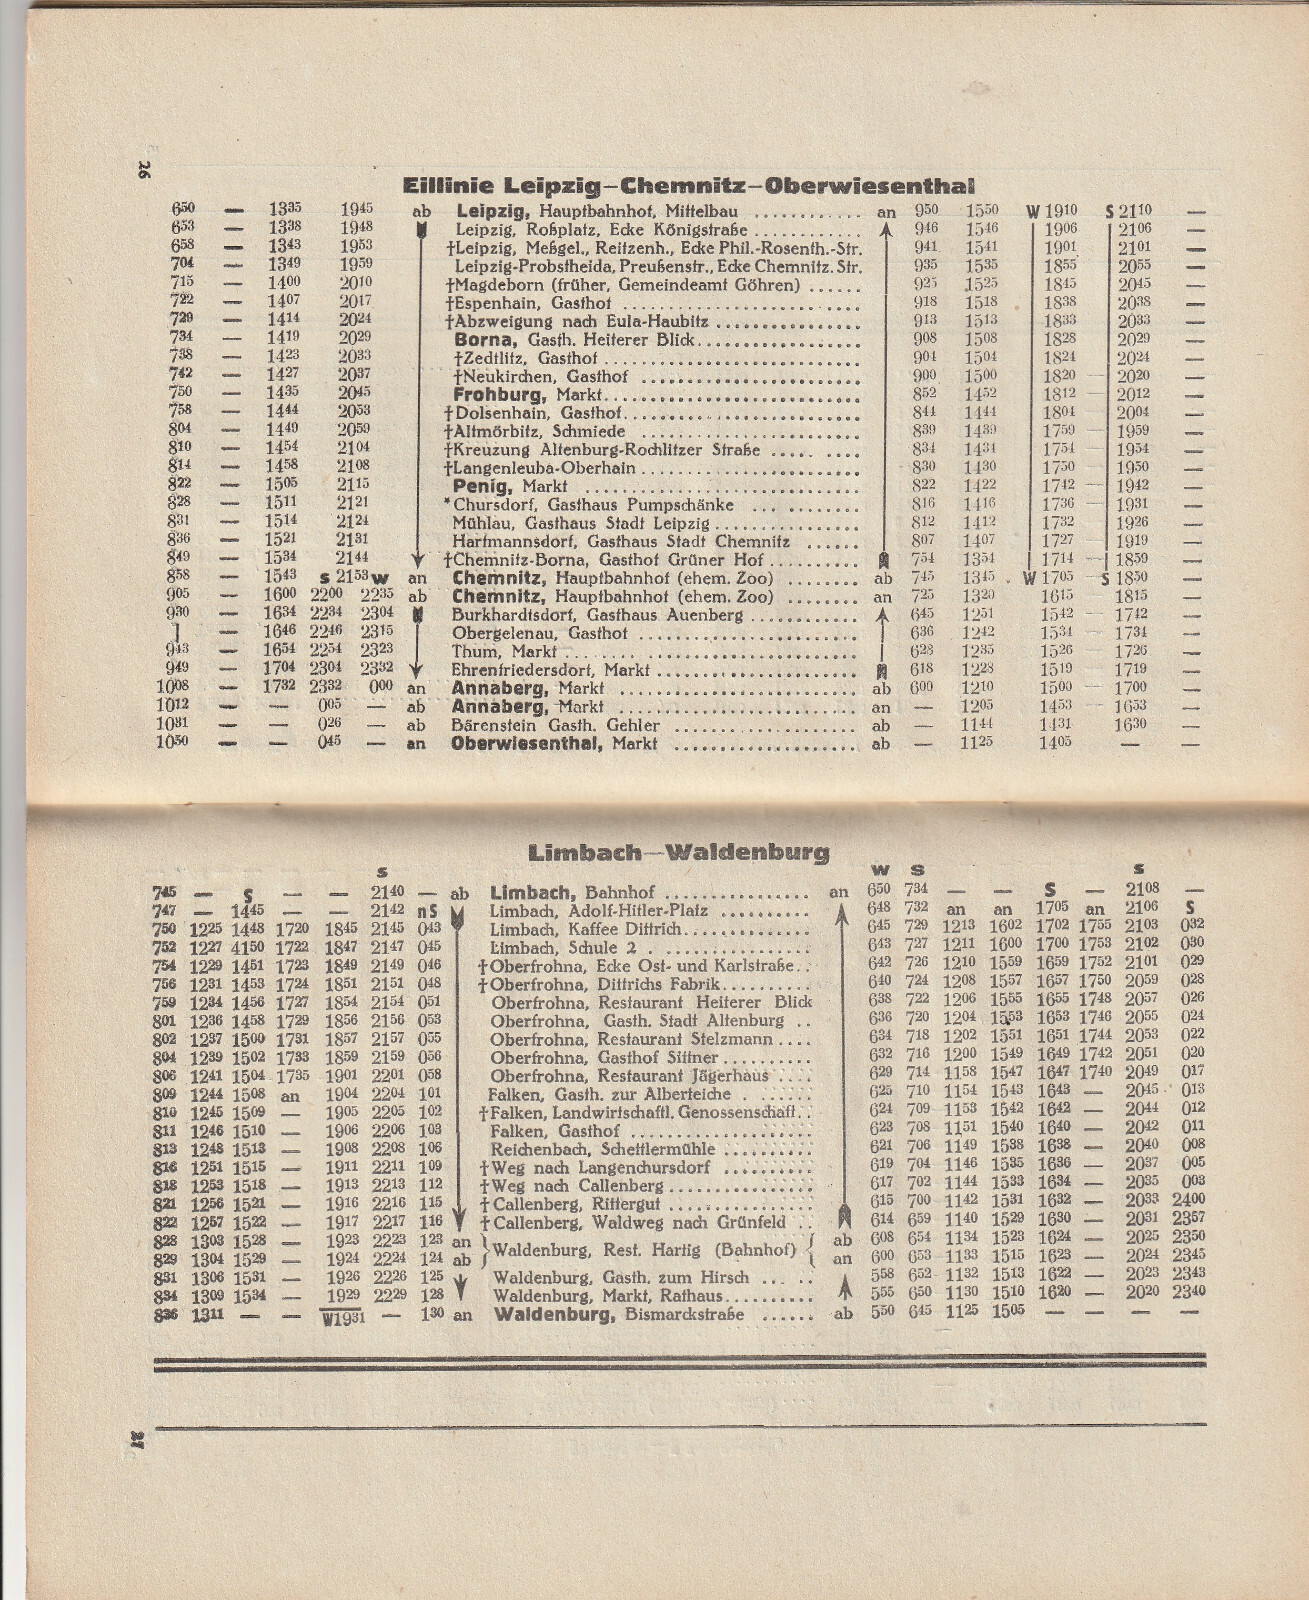 26
Eillinie Leipzig–Chemnitz–Oberwiesenthal
650 — 1335 1945 ab Leipzig, Hauptbahnhof, Mittelbau ............ an 950 1550 W 1910 S 2110 —
653 — 1338 1948 Leipzig, Roßplatz, Ecke Königstraße ............ 946 1546 1906 2106 —
658 — 1343 1953 †Leipzig, Meßgel., Reitzenh., Ecke Phil.-Rosenth.-Str. 941 1541 1901 2101 —
704 — 1349 1959 Leipzig-Probstheida, Preußenstr., Ecke Chemnitz. Str. 935 1535 1855 2055 —
715 — 1400 2010 †Magdeborn (früher, Gemeindeamt Göhren) ...... 925 1525 1845 2045 —
722 — 1407 2017 †Espenhain, Gasthof ............ 918 1518 1838 2038 —
729 — 1414 2024 †Abzweigung nach Eula-Haubitz ............ 913 1513 1833 2033 —
734 — 1419 2029 Borna, Gasth. Heiterer Blick ............ 908 1508 1828 2029 —
738 — 1423 2033 †Zedtlitz, Gasthof ............ 904 1504 1824 2024 —
742 — 1427 2037 †Neukirchen, Gasthof ............ 900 1500 1820 2020 —
750 — 1435 2045 Frohburg, Markt ............ 852 1452 1812 2012 —
758 — 1444 2053 †Dolsenhain, Gasthof ............ 844 1444 1804 2004 —
804 — 1449 2059 †Altmörbitz, Schmiede ............ 839 1439 1759 1959 —
810 — 1454 2104 †Kreuzung Altenburg-Rochlitzer Straße ..... ..... 834 1434 1754 1954 —
814 — 1458 2108 †Langenleuba-Oberhain ............ 830 1430 1750 1950 —
822 — 1505 2115 Penig, Markt ............ 822 1422 1742 1942 —
828 — 1511 2121 *Chursdorf, Gasthaus Pumpschänke ... ........ 816 1416 1736 1931 —
831 — 1514 2124 Mühlau, Gasthaus Stadt Leipzig ............ 812 1412 1732 1926 —
836 — 1521 2131 Hartmannsdorf, Gasthaus Stadt Chemnitz ...... 807 1407 1727 1919 —
849 — 1534 2144 †Chemnitz-Borna, Gasthof Grüner Hof ......... 754 1354 1714 1859 —
858 — 1543 S 2153 W an Chemnitz, Hauptbahnhof (ehem. Zoo) ........ ab 745 1345 . W 1705 S 1850 —
905 — 1600 2200 2235 ab Chemnitz, Hauptbahnhof (ehem. Zoo) ........ an 725 1320 1615 1815 —
930 — 1634 2234 2304 Burkhardtsdorf, Gasthaus Auenberg ............ 645 1251 1542 1742 —
— 1646 2246 2315 Obergelenau, Gasthof ............ 636 1242 1534 1734 —
943 — 1654 2254 2323 Thum, Markt ............ 628 1235 1526 1726 —
949 — 1704 2304 2332 Ehrenfriedersdorf, Markt ............ 618 1228 1519 1719 —
1008 — 1732 2332 000 an Annaberg, Markt ............ ab 600 1210 1500 1700 —
1012 — — 005 — ab Annaberg, Markt ............ an — 1205 1453 1653 —
1031 — — 026 — ab Bärenstein Gasth. Gehler ............ ab — 1144 1431 1630 —
1050 — — 045 — an Oberwiesenthal, Markt ............ ab — 1125 1405 — —
Limbach—Waldenburg
S W S S
745 — S — — 2140 — ab Limbach, Bahnhof ............ an 650 734 — — S — 2108 —
747 — 1445 — — 2142 nS Limbach, Adolf-Hitler-Platz .......... 648 732 an an 1705 an 2106 S
750 1225 1448 1720 1845 2145 043 Limbach, Kaffee Dittrich ............ 645 729 1213 1602 1702 1755 2103 032
752 1227 4150 1722 1847 2147 045 Limbach, Schule 2 . ............ 643 727 1211 1600 1700 1753 2102 030
754 1229 1451 1723 1849 2149 046 †Oberfrohna, Ecke Ost- und Karlstraße.. 642 726 1210 1559 1659 1752 2101 029
756 1231 1453 1724 1851 2151 048 †Oberfrohna, Dittrichs Fabrik.......... 640 724 1208 1557 1657 1750 2059 028
759 1234 1456 1727 1854 2154 051 Oberfrohna, Restaurant Heiterer Blick 638 722 1206 1555 1655 1748 2057 026
801 1236 1458 1729 1856 2156 053 Oberfrohna, Gasth. Stadt Altenburg .. 636 720 1204 1553 1653 1746 2055 024
802 1237 1500 1731 1857 2157 055 Oberfrohna, Restaurant Stelzmann .... 634 718 1202 1551 1651 1744 2053 022
804 1239 1502 1733 1859 2159 056 Oberfrohna, Gasthof Sittner .......... 632 716 1200 1549 1649 1742 2051 020
806 1241 1504 1735 1901 2201 058 Oberfrohna, Restaurant Jägerhaus .... 629 714 1158 1547 1647 1740 2049 017
809 1244 1508 an 1904 2204 101 Falken, Gasth. zur Alberteiche . ...... 625 710 1154 1543 1643 — 2045 013
810 1245 1509 — 1905 2205 102 †Falken, Landwirtschaftl. Genossenschaft.. 624 709 1153 1542 1642 — 2044 012
811 1246 1510 — 1906 2206 103 Falken, Gasthof ............ 623 708 1151 1540 1640 — 2042 011
813 1248 1513 — 1908 2208 106 Reichenbach, Schettlermühle .......... 621 706 1149 1538 1638 — 2040 008
816 1251 1515 — 1911 2211 109 †Weg nach Langenchursdorf .......... 619 704 1146 1535 1636 — 2037 005
818 1253 1518 — 1913 2213 112 †Weg nach Callenberg ............ 617 702 1144 1533 1634 — 2035 003
821 1256 1521 — 1916 2216 115 †Callenberg, Rittergut ............ 615 700 1142 1531 1632 — 2033 2400
822 1257 1522 — 1917 2217 116 †Callenberg, Waldweg nach Grünfeld .. 614 659 1140 1529 1630 — 2031 2357
828 1303 1528 — 1923 2223 123 an ab 608 654 1134 1523 1624 — 2025 2350
Waldenburg, Rest. Hartig (Bahnhof)
829 1304 1529 — 1924 2224 124 ab an 600 653 1133 1515 1623 — 2024 2345
831 1306 1531 — 1926 2226 125 Waldenburg, Gasth. zum Hirsch ... .. 558 652 1132 1513 1622 — 2023 2343
834 1309 1534 — 1929 2229 128 Waldenburg, Markt, Rathaus .......... 555 650 1130 1510 1620 — 2020 2340
836 1311 — — W1931 — 130 an Waldenburg, Bismarckstraße ...... ab 550 645 1125 1505 — — — —
27